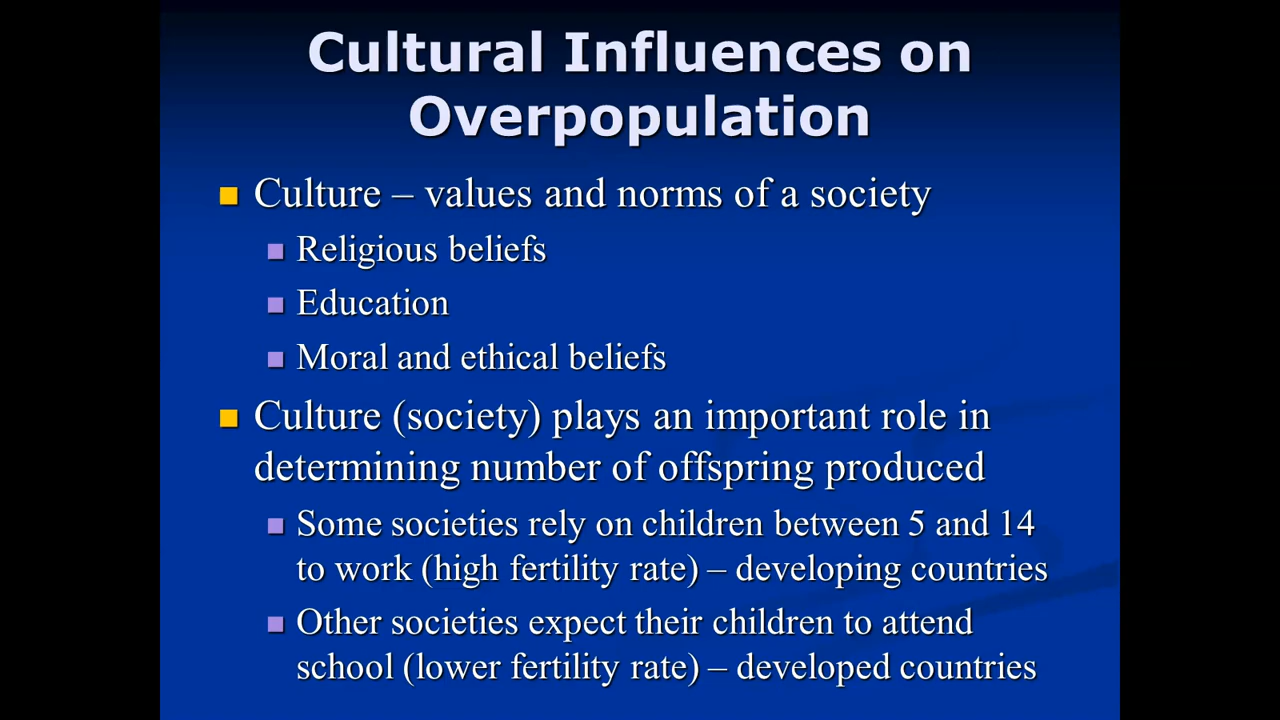 Cultural Influences on
Overpopulation
Culture – values and norms of a society
Religious beliefs
Education
Moral and ethical beliefs
Culture (society) plays an important role in
determining number of offspring produced
Some societies rely on children between 5 and 14
to work (high fertility rate) – developing countries
Other societies expect their children to attend
school (lower fertility rate) – developed countries